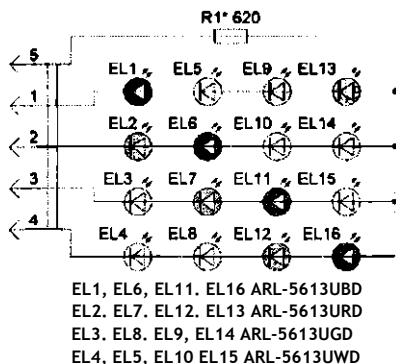 R1* 620
5 EL1 EL5 EL9 EL13
1
2 EL2 EL6 EL10 EL14
3 EL3 EL7 EL11 EL15
4 EL4 EL8 EL12 EL16
EL1, EL6, EL11. EL16 ARL-5613UBD
EL2. EL7. EL12. EL13 ARL-5613URD
EL3. EL8. EL9, EL14 ARL-5613UGD
EL4, EL5, EL10 EL15 ARL-5613UWD